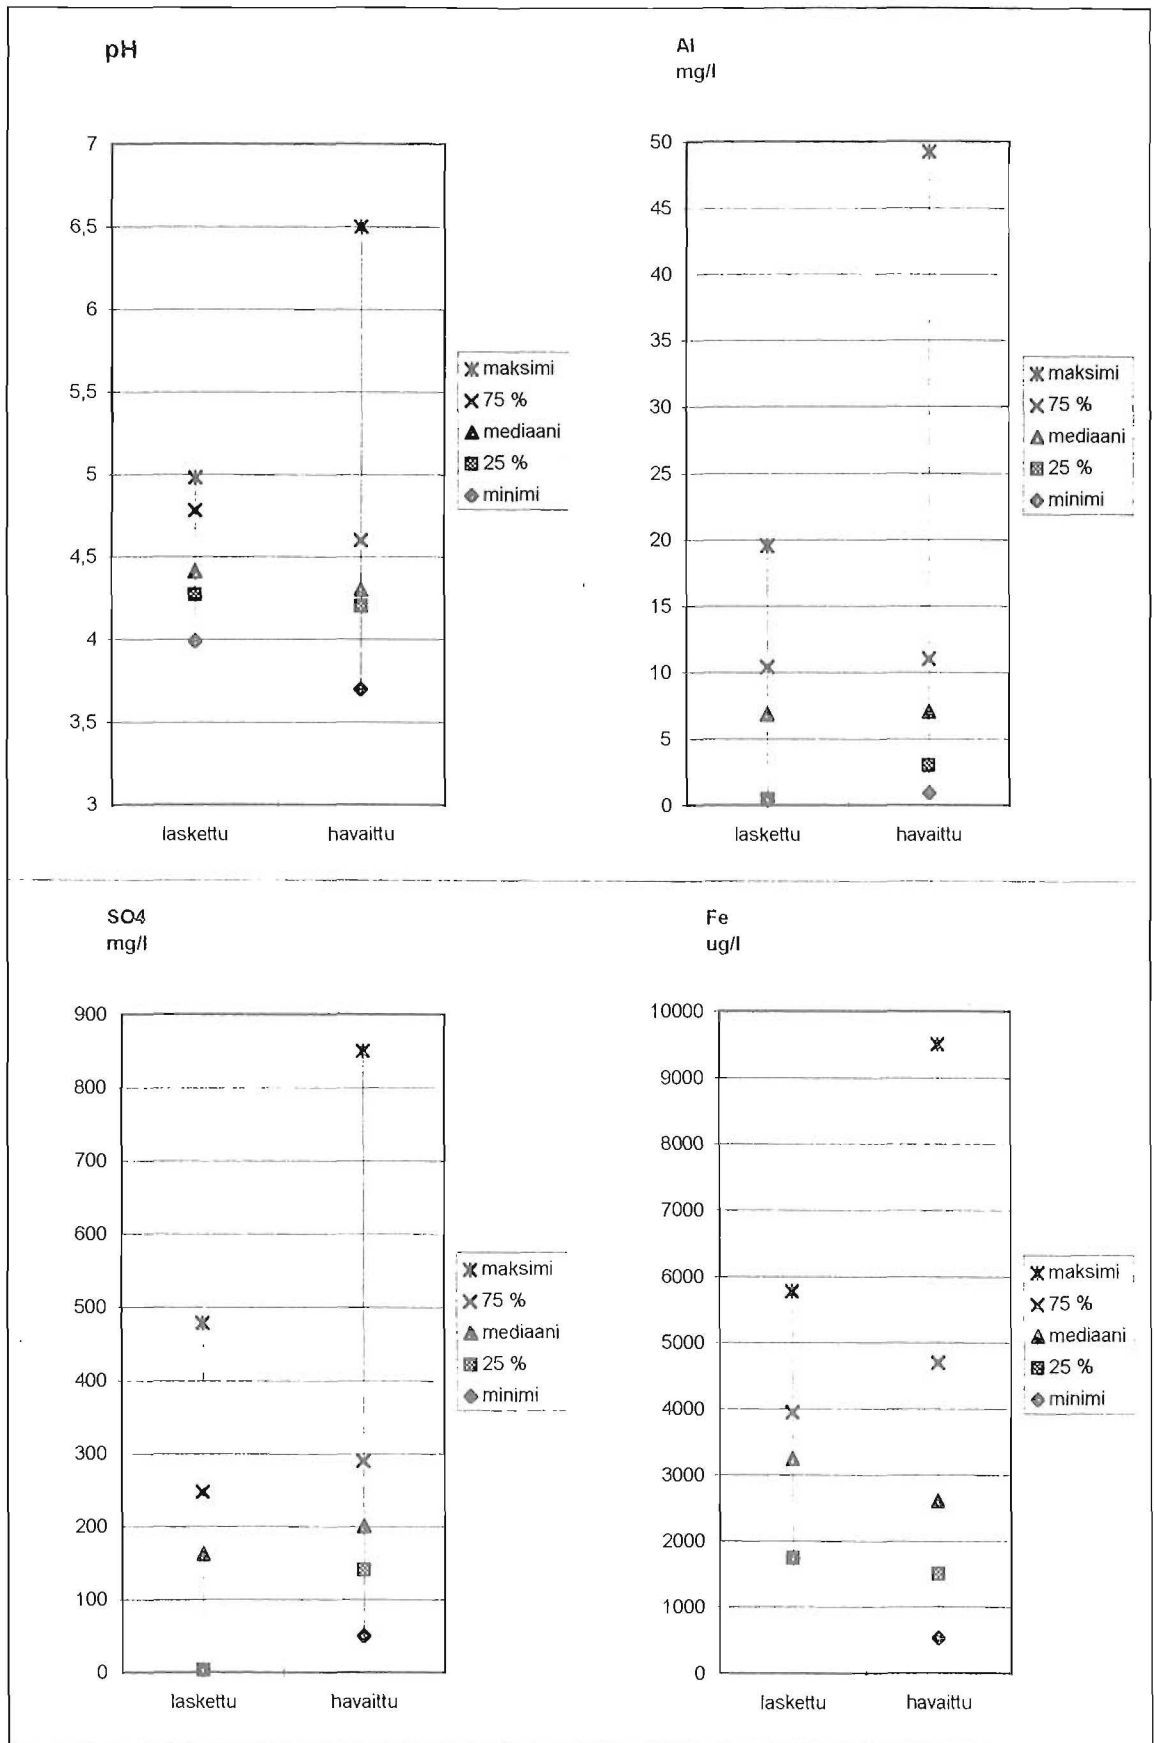 pH
7
6,5
6
5,5
5
4,5
4
3,5
3
laskettu havaittu
maksimi
75 %
mediaani
25 %
minimi
Al
mg/l
50
45
40
35
30
25
20
15
10
5
0
laskettu havaittu
maksimi
75 %
mediaani
25 %
minimi
SO4
mg/l
900
800
700
600
500
400
300
200
100
0
laskettu havaittu
maksimi
75 %
mediaani
25 %
minimi
Fe
ug/l
10000
9000
8000
7000
6000
5000
4000
3000
2000
1000
0
laskettu havaittu
maksimi
75 %
mediaani
25 %
minimi